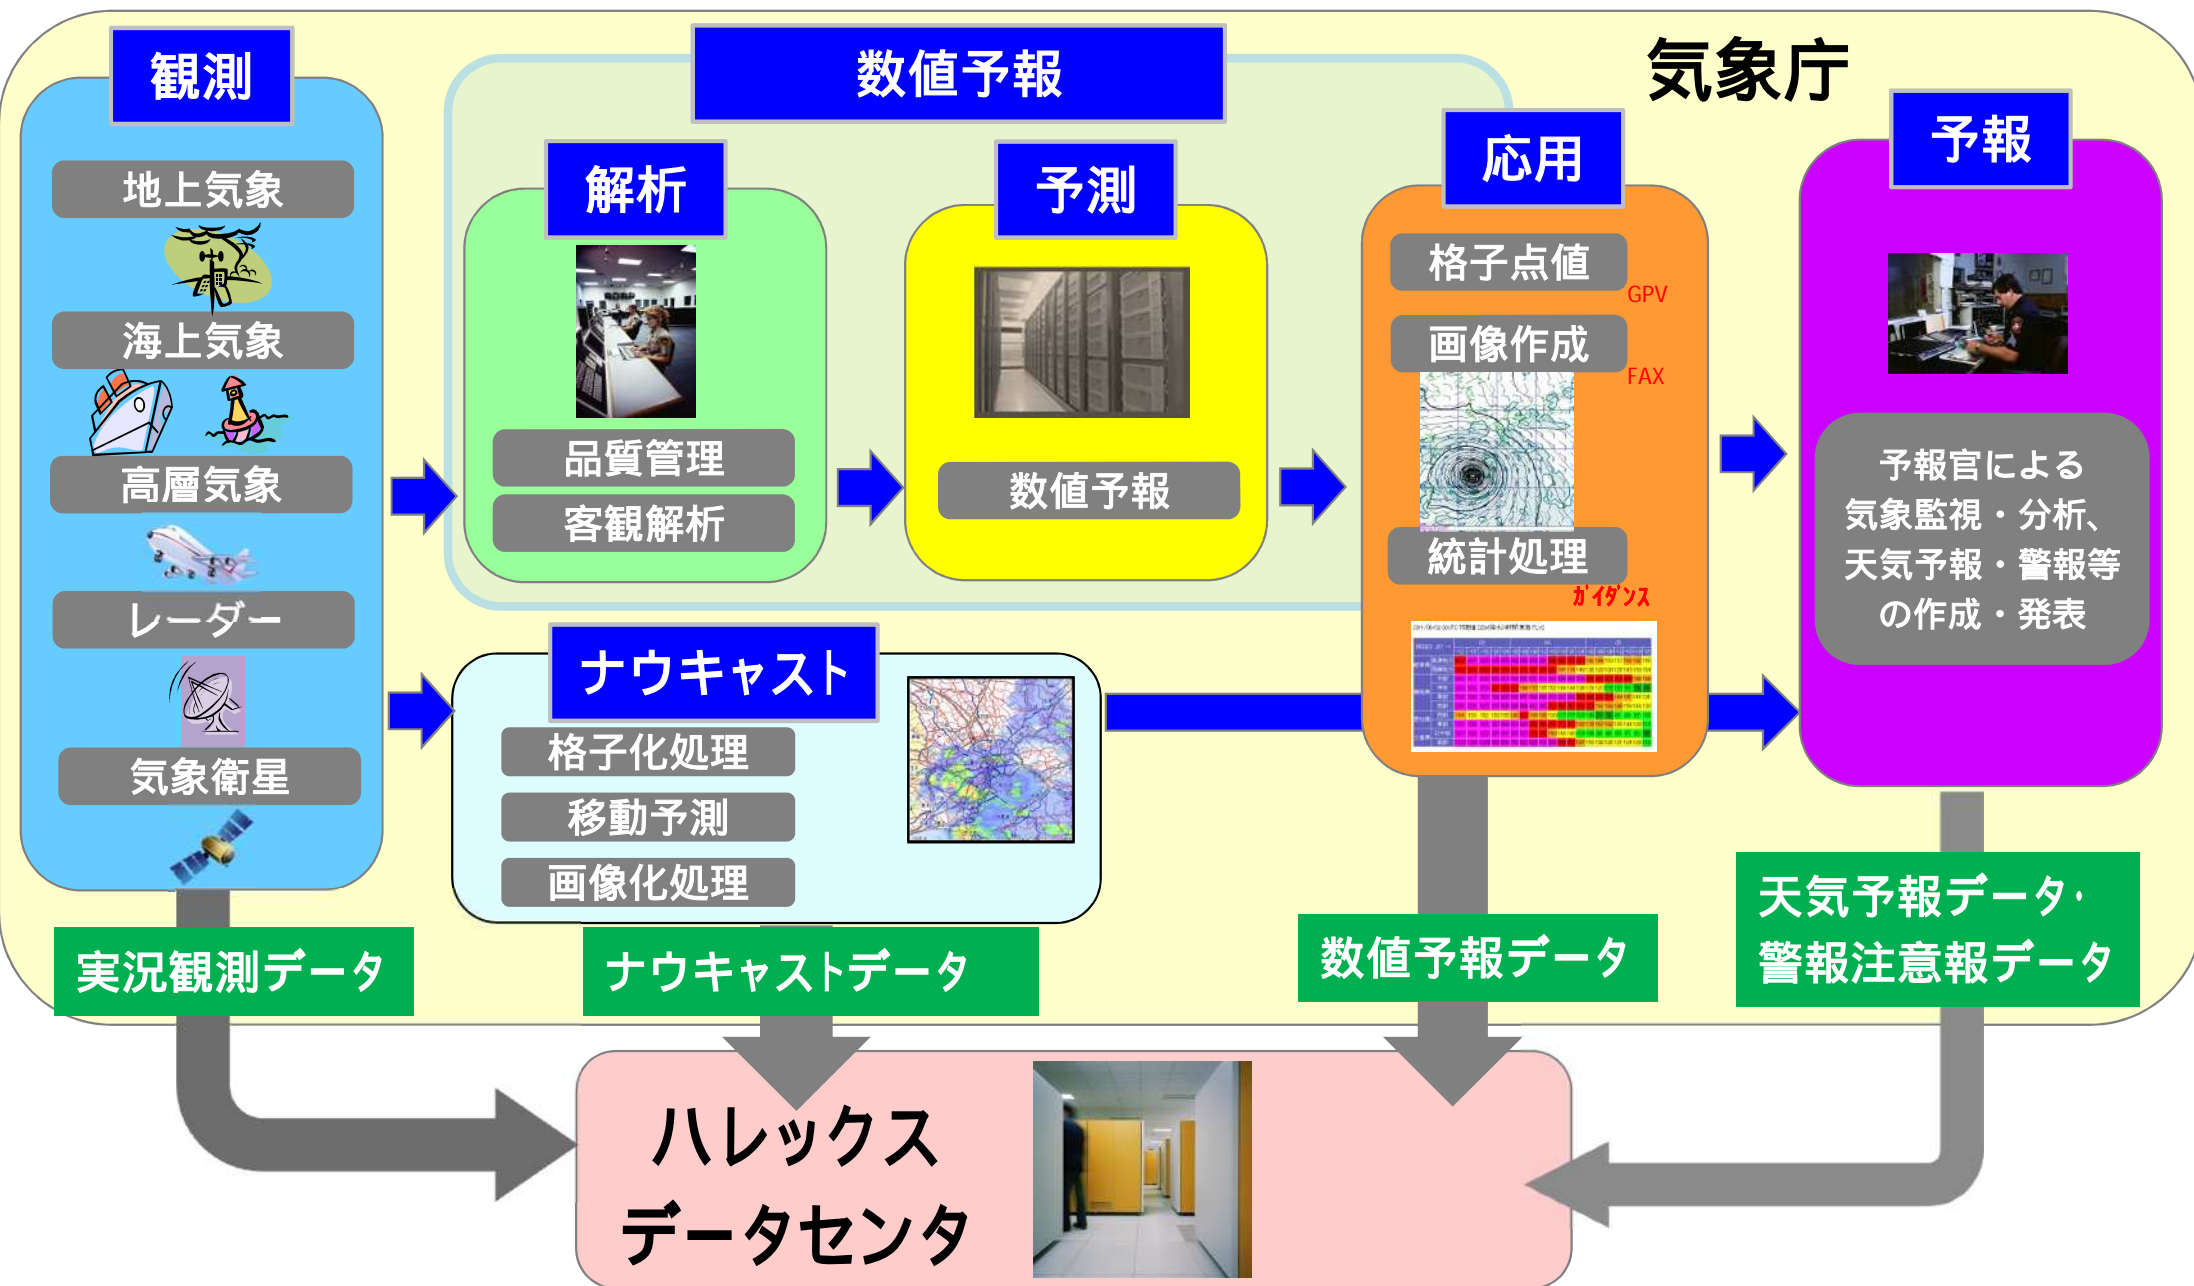 気象庁
観測
地上気象
海上気象
高層気象
レーダー
気象衛星
数値予報
解析
品質管理
客観解析
予測
数値予報
応用
格子点値
GPV
画像作成
FAX
統計処理
ガイダンス
予報
予報官による
気象監視・分析、
天気予報・警報等
の作成・発表
ナウキャスト
格子化処理
移動予測
画像化処理
実況観測データ
ナウキャストデータ
数値予報データ
天気予報データ・
警報注意報データ
ハレックス
データセンタ